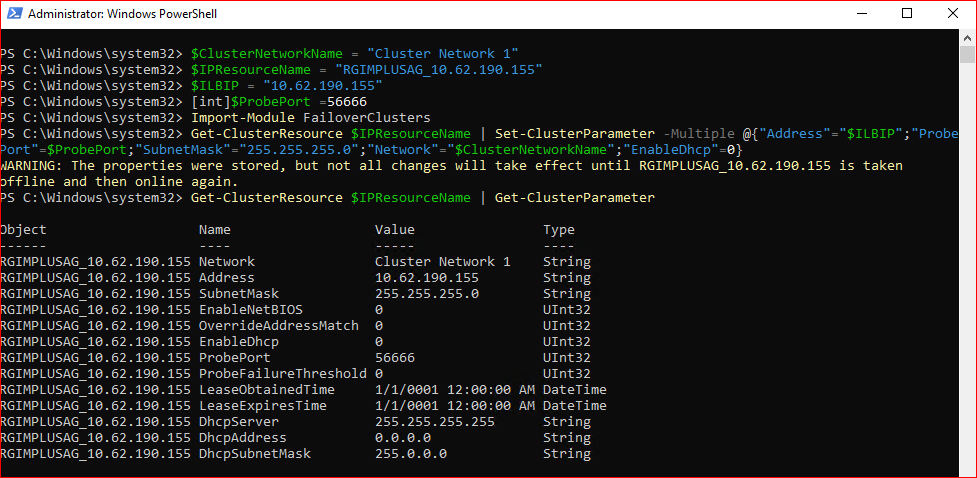 Administrator: Windows PowerShell
PS C:\Windows\system32> $ClusterNetworkName = "Cluster Network 1"
PS C:\Windows\system32> $IPResourceName = "RGIMPLUSAG_10.62.190.155"
PS C:\Windows\system32> $ILBIP = "10.62.190.155"
PS C:\Windows\system32> [int]$ProbePort =56666
PS C:\Windows\system32> Import-Module FailoverClusters
PS C:\Windows\system32> Get-ClusterResource $IPResourceName | Set-ClusterParameter -Multiple @{"Address"="$ILBIP";"Probe
Port"=$ProbePort;"SubnetMask"="255.255.255.0";"Network"="$ClusterNetworkName";"EnableDhcp"=0}
WARNING: The properties were stored, but not all changes will take effect until RGIMPLUSAG_10.62.190.155 is taken
offline and then online again.
PS C:\Windows\system32> Get-ClusterResource $IPResourceName | Get-ClusterParameter
Object Name Value Type
------ ---- ----- ----
RGIMPLUSAG_10.62.190.155 Network Cluster Network 1 String
RGIMPLUSAG_10.62.190.155 Address 10.62.190.155 String
RGIMPLUSAG_10.62.190.155 SubnetMask 255.255.255.0 String
RGIMPLUSAG_10.62.190.155 EnableNetBIOS 0 UInt32
RGIMPLUSAG_10.62.190.155 OverrideAddressMatch 0 UInt32
RGIMPLUSAG_10.62.190.155 EnableDhcp 0 UInt32
RGIMPLUSAG_10.62.190.155 ProbePort 56666 UInt32
RGIMPLUSAG_10.62.190.155 ProbeFailureThreshold 0 UInt32
RGIMPLUSAG_10.62.190.155 LeaseObtainedTime 1/1/0001 12:00:00 AM DateTime
RGIMPLUSAG_10.62.190.155 LeaseExpiresTime 1/1/0001 12:00:00 AM DateTime
RGIMPLUSAG_10.62.190.155 DhcpServer 255.255.255.255 String
RGIMPLUSAG_10.62.190.155 DhcpAddress 0.0.0.0 String
RGIMPLUSAG_10.62.190.155 DhcpSubnetMask 255.0.0.0 String